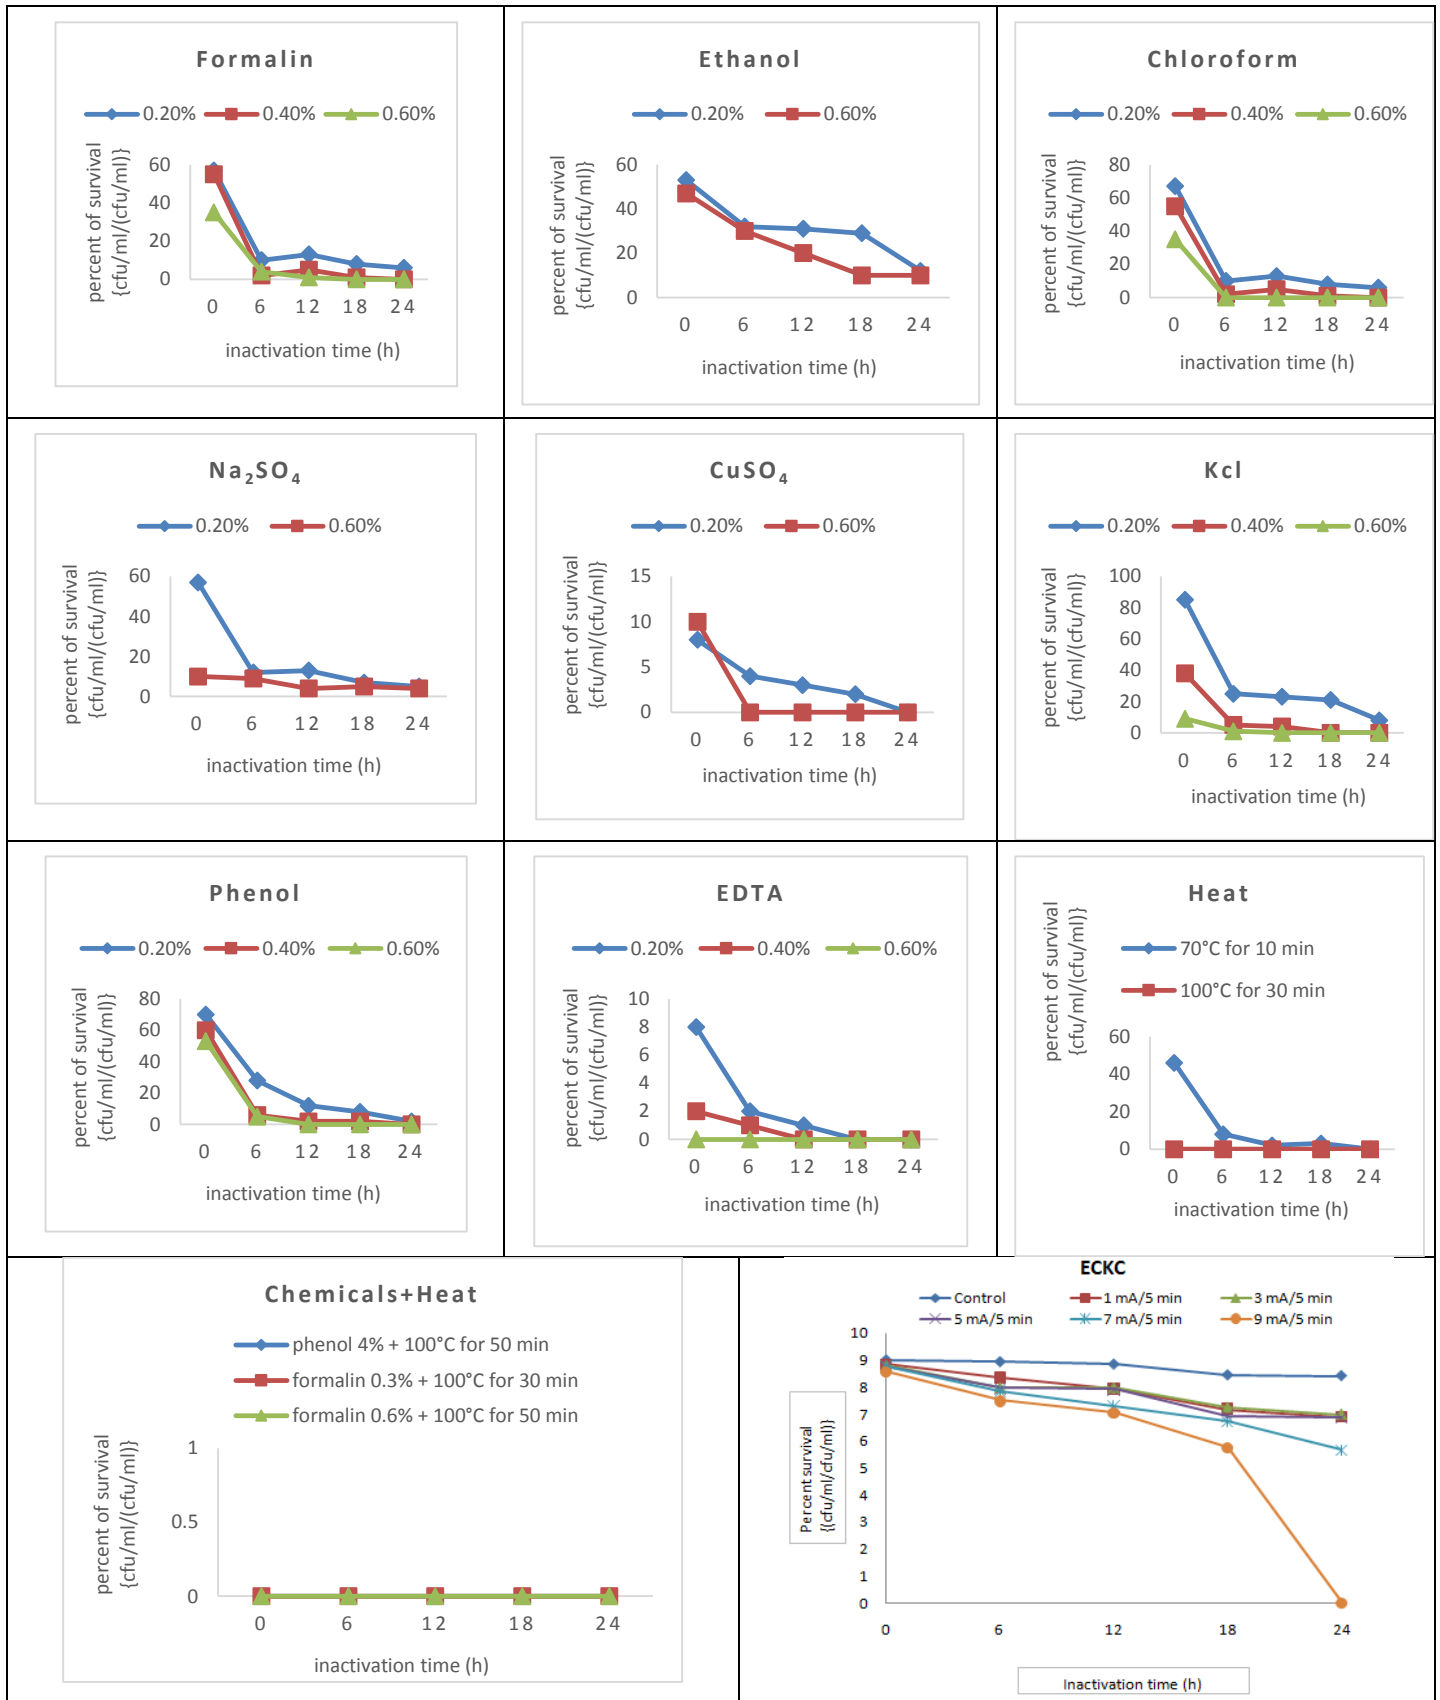 Formalin
0.20% 0.40% 0.60%
percent of survival
{cfu/ml/(cfu/ml)}
60
40
20
0
0 6 12 18 24
inactivation time (h)
Ethanol
0.20% 0.60%
percent of survival
{cfu/ml/(cfu/ml)}
60
40
20
0
0 6 12 18 24
inactivation time (h)
Chloroform
0.20% 0.40% 0.60%
percent of survival
{cfu/ml/(cfu/ml)}
80
60
40
20
0
0 6 12 18 24
inactivation time (h)
Na₂SO₄
0.20% 0.60%
percent of survival
{cfu/ml/(cfu/ml)}
60
40
20
0
0 6 12 18 24
inactivation time (h)
CuSO₄
0.20% 0.60%
percent of survival
{cfu/ml/(cfu/ml)}
15
10
5
0
0 6 12 18 24
inactivation time (h)
Kcl
0.20% 0.40% 0.60%
percent of survival
{cfu/ml/(cfu/ml)}
100
80
60
40
20
0
0 6 12 18 24
inactivation time (h)
Phenol
0.20% 0.40% 0.60%
percent of survival
{cfu/ml/(cfu/ml)}
80
60
40
20
0
0 6 12 18 24
inactivation time (h)
EDTA
0.20% 0.40% 0.60%
percent of survival
{cfu/ml/(cfu/ml)}
10
8
6
4
2
0
0 6 12 18 24
inactivation time (h)
Heat
70°C for 10 min
100°C for 30 min
percent of survival
{cfu/ml/(cfu/ml)}
60
40
20
0
0 6 12 18 24
inactivation time (h)
Chemicals+Heat
phenol 4% + 100°C for 50 min
formalin 0.3% + 100°C for 30 min
formalin 0.6% + 100°C for 50 min
percent of survival
{cfu/ml/(cfu/ml)}
1
0.5
0
0 6 12 18 24
inactivation time (h)
ECKC
Control 1 mA/5 min 3 mA/5 min
5 mA/5 min 7 mA/5 min 9 mA/5 min
Percent survival
{(cfu/ml/cfu/ml)}
10
9
8
7
6
5
4
3
2
1
0
0 6 12 18 24
Inactivation time (h)